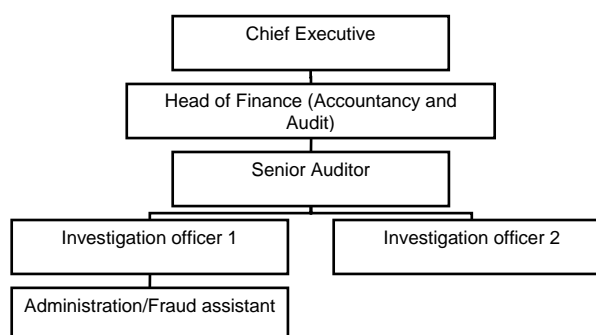 Chief Executive
Head of Finance (Accountancy and
Audit)
Senior Auditor
Investigation officer 1
Investigation officer 2
Administration/Fraud assistant